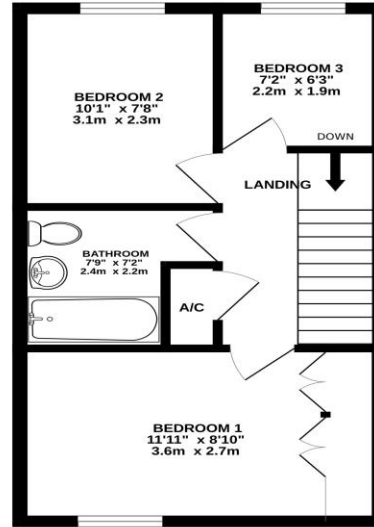 BEDROOM 2
10'1" x 7'8"
3.1m x 2.3m
BEDROOM 3
7'2" x 6'3"
2.2m x 1.9m
DOWN
LANDING
BATHROOM
7'9" x 7'2"
2.4m x 2.2m
A/C
BEDROOM 1
11'11" x 8'10"
3.6m x 2.7m